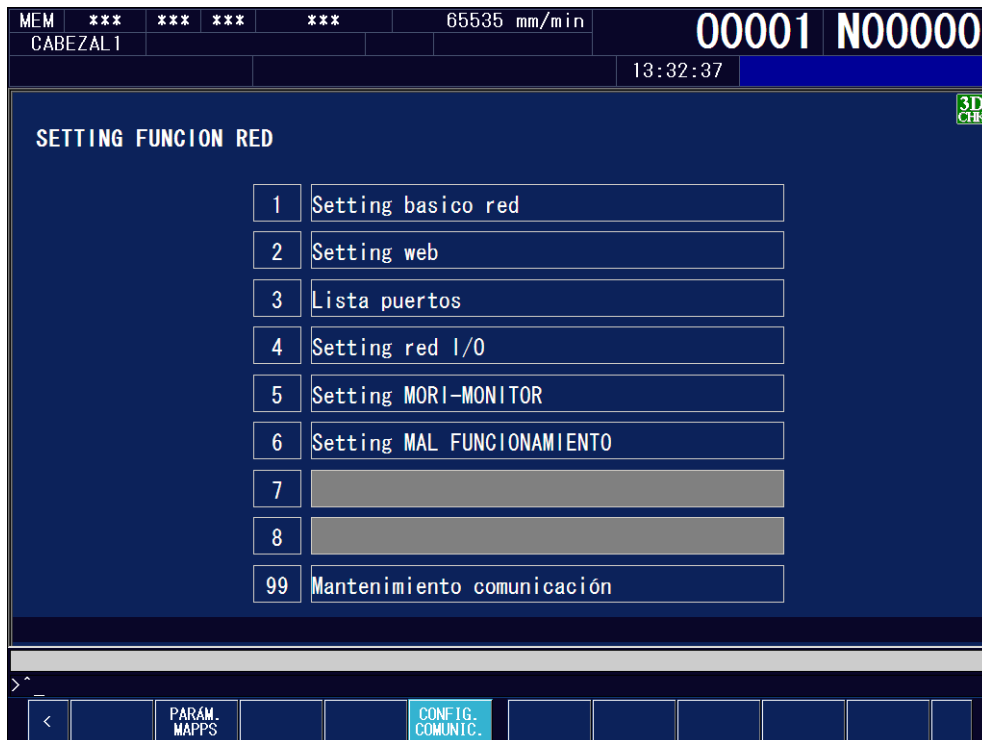 MEM *** *** *** *** 65535 mm/min O0001 N00000
CABEZAL1
13:32:37
3D
CHK
SETTING FUNCION RED
1 Setting basico red
2 Setting web
3 Lista puertos
4 Setting red I/O
5 Setting MORI-MONITOR
6 Setting MAL FUNCIONAMIENTO
7
8
99 Mantenimiento comunicación
>^_
< PARÁM. MAPPS CONFIG. COMUNIC.